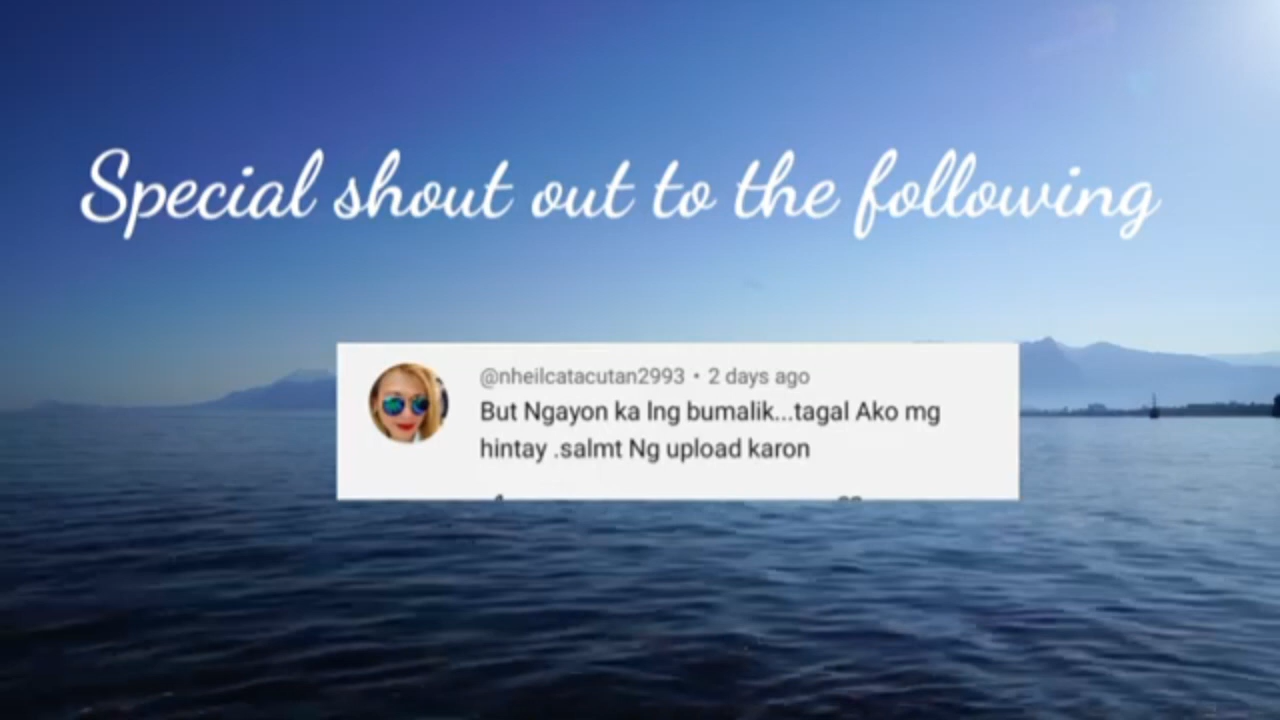 Special shout out to the following
@nheilcatacutan2993 • 2 days ago
But Ngayon ka lng bumalik...tagal Ako mg
hintay .salmt Ng upload karon